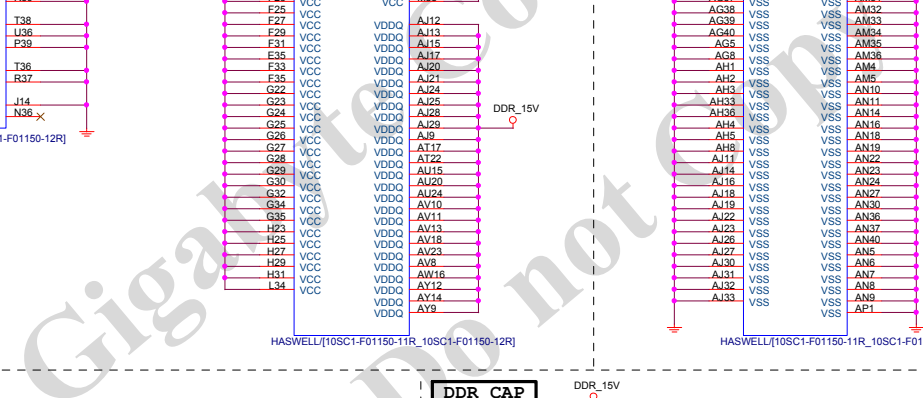 T38
U36
P39
T36
R37
J14
N36
1-F01150-12R]
F25 VCC
F27 VCC
F29 VCC
F31 VCC
E35 VCC
F33 VCC
F35 VCC
G22 VCC
G23 VCC
G24 VCC
G25 VCC
G26 VCC
G27 VCC
G28 VCC
G29 VCC
G30 VCC
G32 VCC
G34 VCC
G35 VCC
H23 VCC
H25 VCC
H27 VCC
H29 VCC
H31 VCC
L34 VCC
VCC
VDDQ AJ12
VDDQ AJ13
VDDQ AJ15
VDDQ AJ17
VDDQ AJ20
VDDQ AJ21
VDDQ AJ24
VDDQ AJ25
VDDQ AJ28
VDDQ AJ29
VDDQ AJ9
VDDQ AT17
VDDQ AT22
VDDQ AU15
VDDQ AU20
VDDQ AU24
VDDQ AV10
VDDQ AV11
VDDQ AV13
VDDQ AV18
VDDQ AV23
VDDQ AV8
VDDQ AW16
VDDQ AY12
VDDQ AY14
VDDQ AY9
DDR_15V
HASWELL/[10SC1-F01150-11R_10SC1-F01150-12R]
AG38 VSS
AG39 VSS
AG40 VSS
AG5 VSS
AG8 VSS
AH1 VSS
AH2 VSS
AH3 VSS
AH33 VSS
AH36 VSS
AH4 VSS
AH5 VSS
AH8 VSS
AJ11 VSS
AJ14 VSS
AJ16 VSS
AJ18 VSS
AJ19 VSS
AJ22 VSS
AJ23 VSS
AJ26 VSS
AJ27 VSS
AJ30 VSS
AJ31 VSS
AJ32 VSS
AJ33 VSS
VSS AM32
VSS AM33
VSS AM34
VSS AM35
VSS AM36
VSS AM4
VSS AM5
VSS AN10
VSS AN11
VSS AN14
VSS AN16
VSS AN18
VSS AN19
VSS AN22
VSS AN23
VSS AN24
VSS AN27
VSS AN30
VSS AN36
VSS AN37
VSS AN40
VSS AN5
VSS AN6
VSS AN7
VSS AN8
VSS AN9
VSS AP1
HASWELL/[10SC1-F01150-11R_10SC1-F01
DDR CAP
DDR_15V
Gigabyte Co
Do not Copy